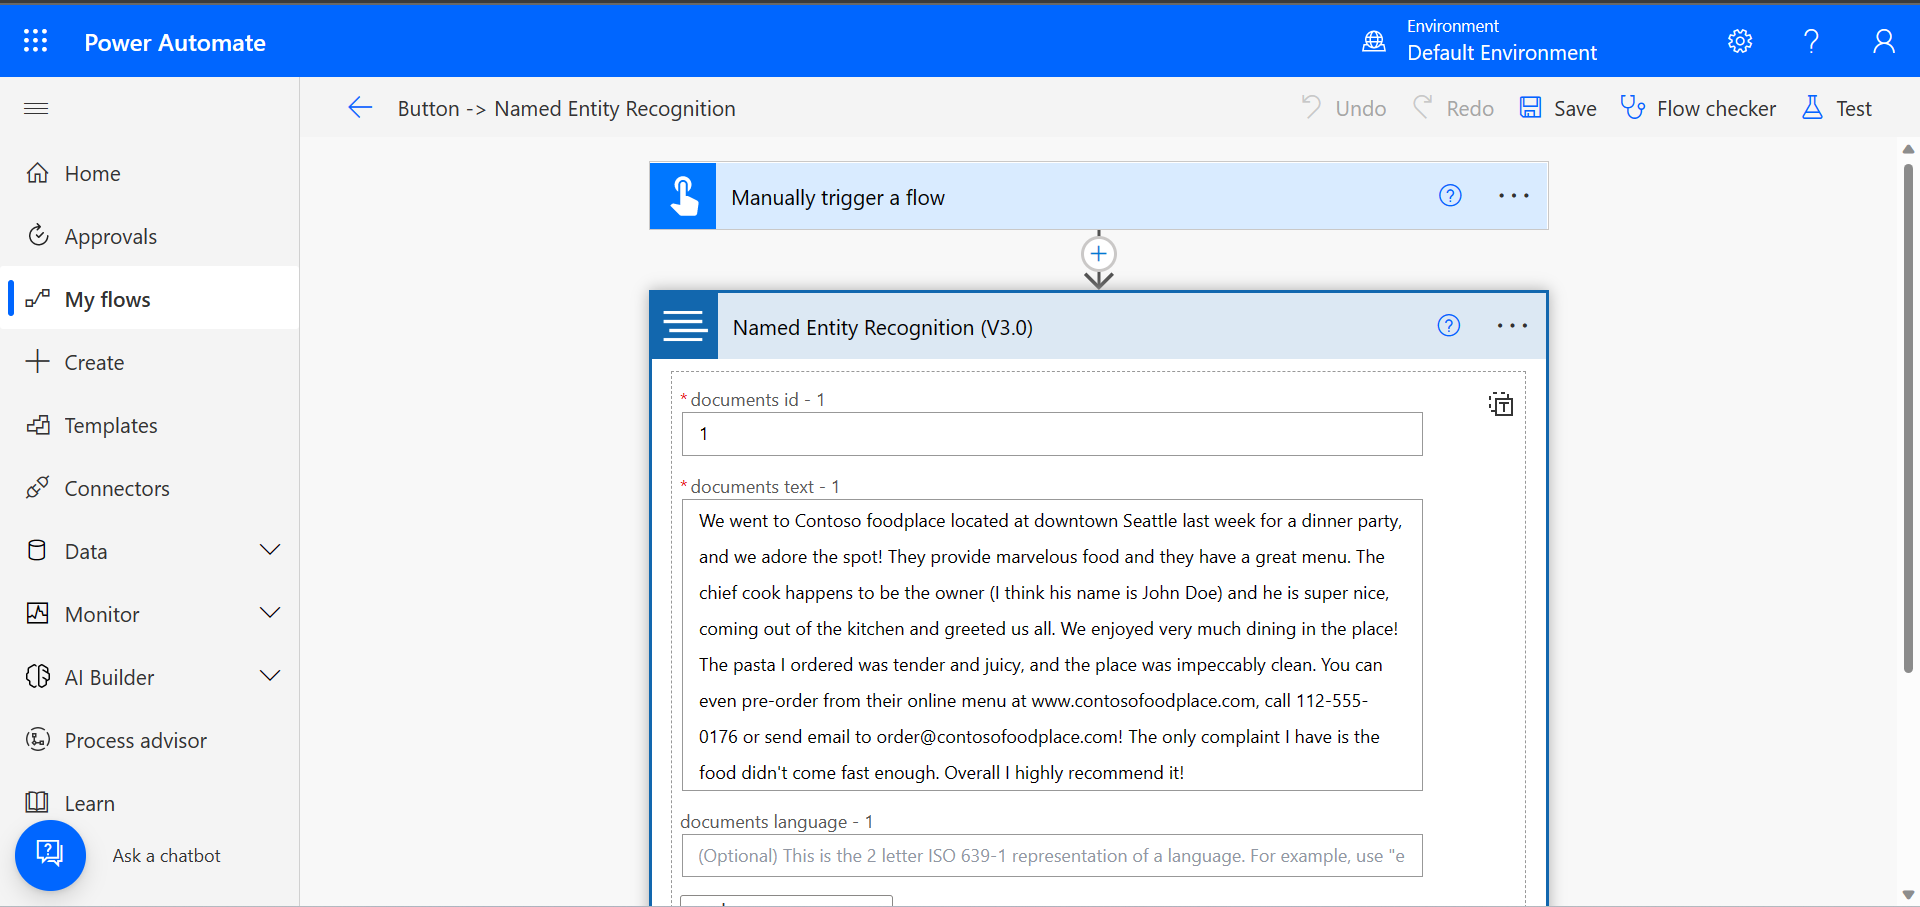 Power Automate
Environment
Default Environment
Button -> Named Entity Recognition
Undo
Redo
Save
Flow checker
Test
Home
Approvals
My flows
Create
Templates
Connectors
Data
Monitor
AI Builder
Process advisor
Learn
Ask a chatbot
Manually trigger a flow
Named Entity Recognition (V3.0)
* documents id - 1
1
* documents text - 1
We went to Contoso foodplace located at downtown Seattle last week for a dinner party,
and we adore the spot! They provide marvelous food and they have a great menu. The
chief cook happens to be the owner (I think his name is John Doe) and he is super nice,
coming out of the kitchen and greeted us all. We enjoyed very much dining in the place!
The pasta I ordered was tender and juicy, and the place was impeccably clean. You can
even pre-order from their online menu at www.contosofoodplace.com, call 112-555-
0176 or send email to order@contosofoodplace.com! The only complaint I have is the
food didn't come fast enough. Overall I highly recommend it!
documents language - 1
(Optional) This is the 2 letter ISO 639-1 representation of a language. For example, use "e